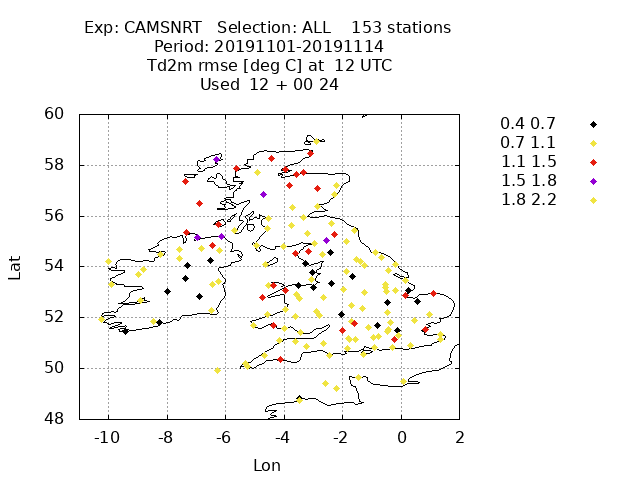 Exp: CAMSNRT Selection: ALL 153 stations
Period: 20191101-20191114
Td2m rmse [deg C] at 12 UTC
Used 12 + 00 24
60
58
56
54
52
50
48
Lat
-10 -8 -6 -4 -2 0 2
Lon
0.4 0.7
0.7 1.1
1.1 1.5
1.5 1.8
1.8 2.2